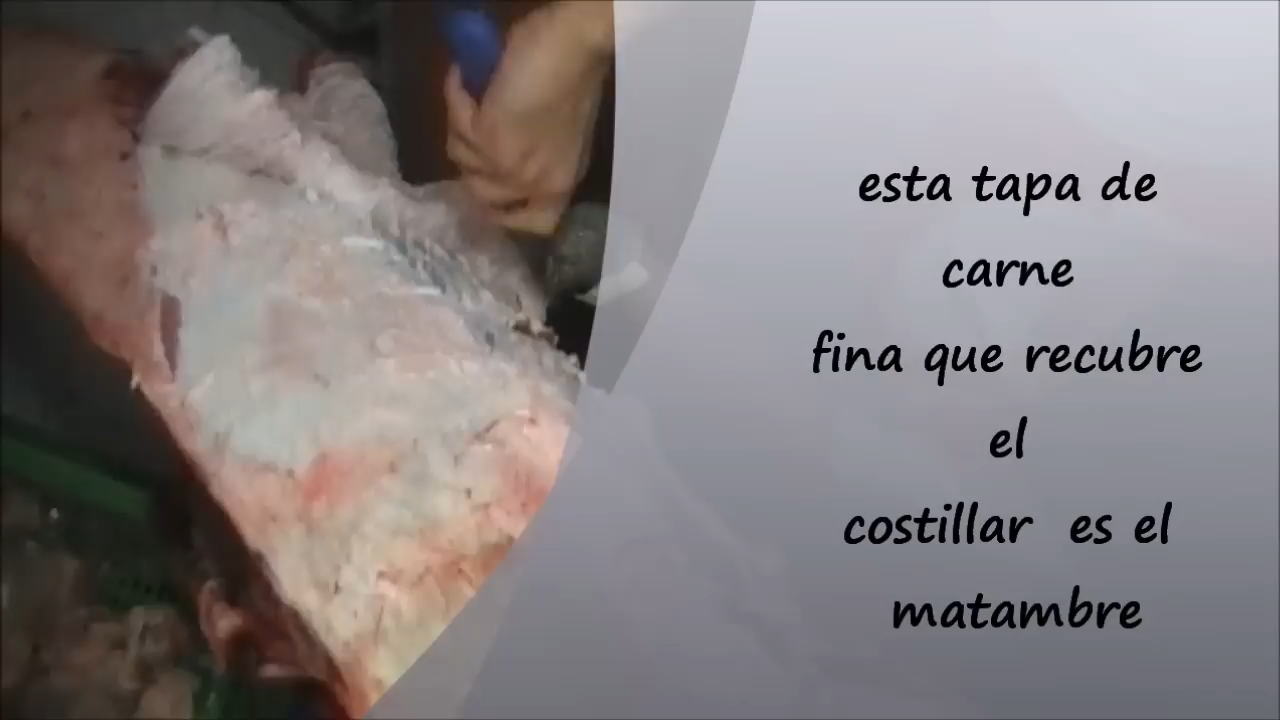 esta tapa de
carne
fina que recubre
el
costillar es el
matambre